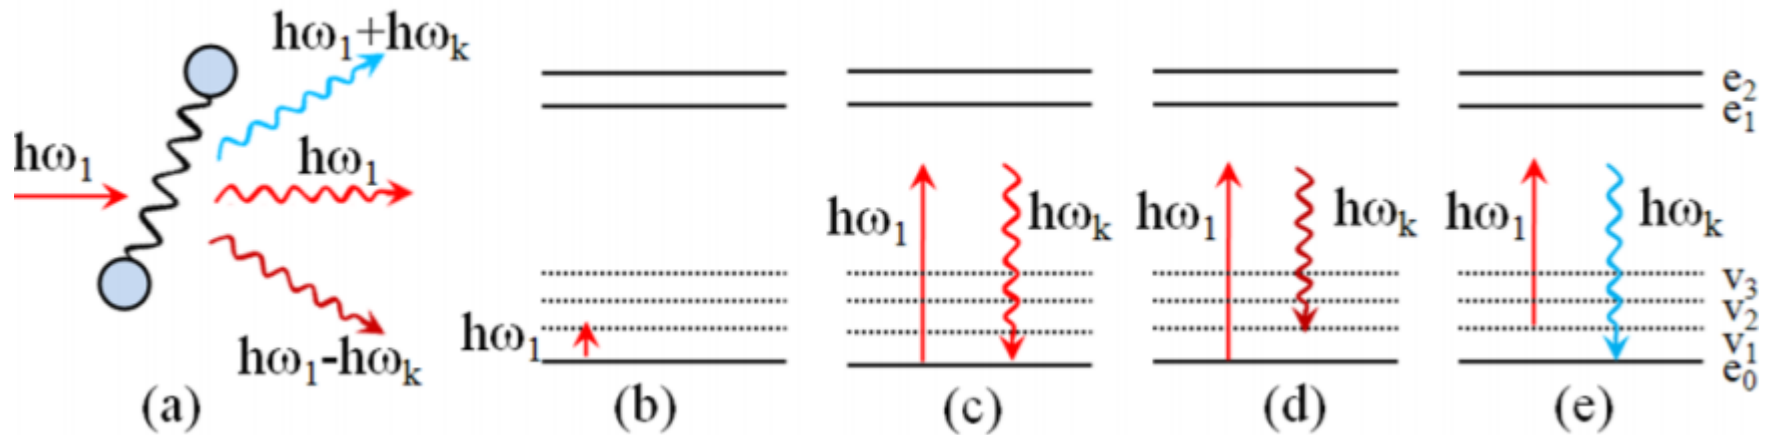 hω₁+hωₖ
hω₁
hω₁
hω₁-hωₖ
(a)
hω₁
(b)
hω₁
hωₖ
(c)
hω₁
hωₖ
(d)
hω₁
hωₖ
e₂
e₁
v₃
v₂
v₁
e₀
(e)